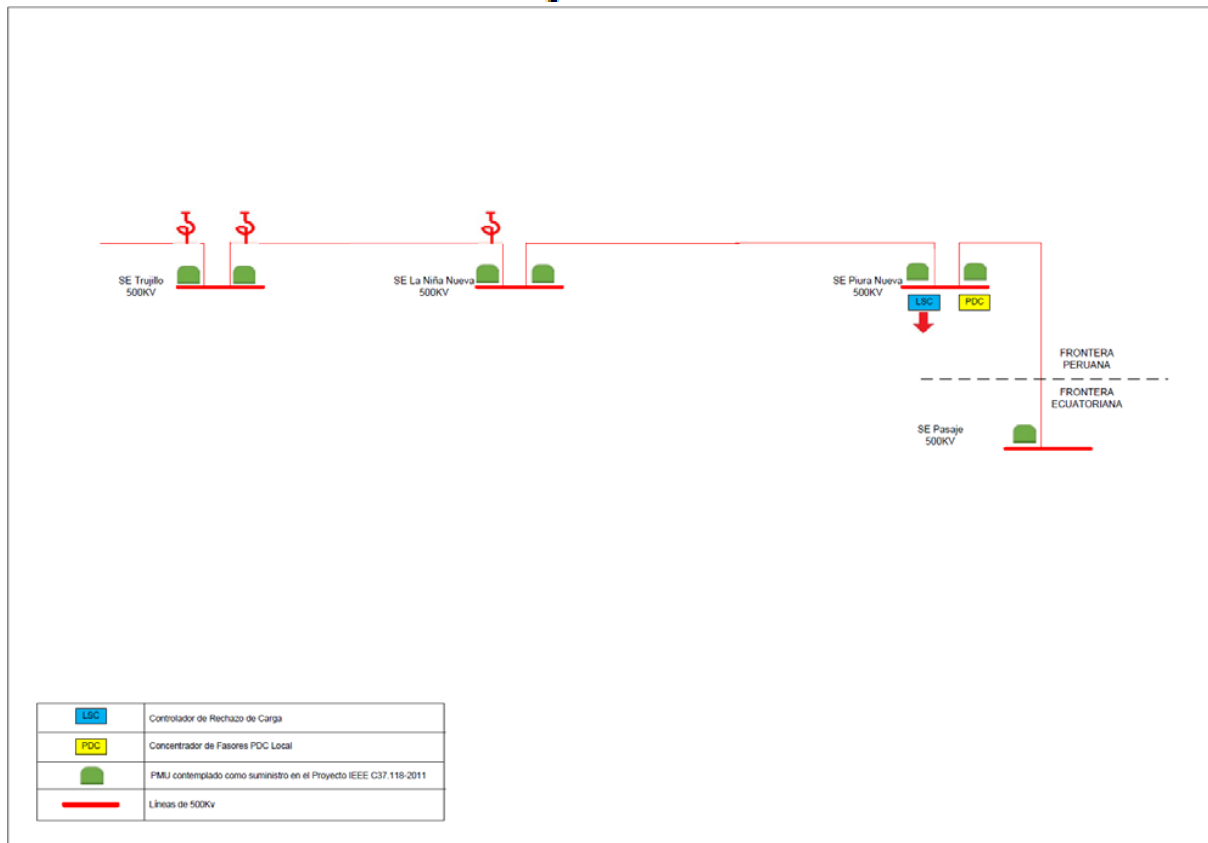 SE Trujillo
500KV
SE La Niña Nueva
500KV
SE Piura Nueva
500KV
LSC
PDC
FRONTERA
PERUANA
FRONTERA
ECUATORIANA
SE Pasaje
500KV
LSC
Controlador de Rechazo de Carga
PDC
Concentrador de Fasores PDC Local
PMU contemplado como suministro en el Proyecto IEEE C37.118-2011
Líneas de 500Kv